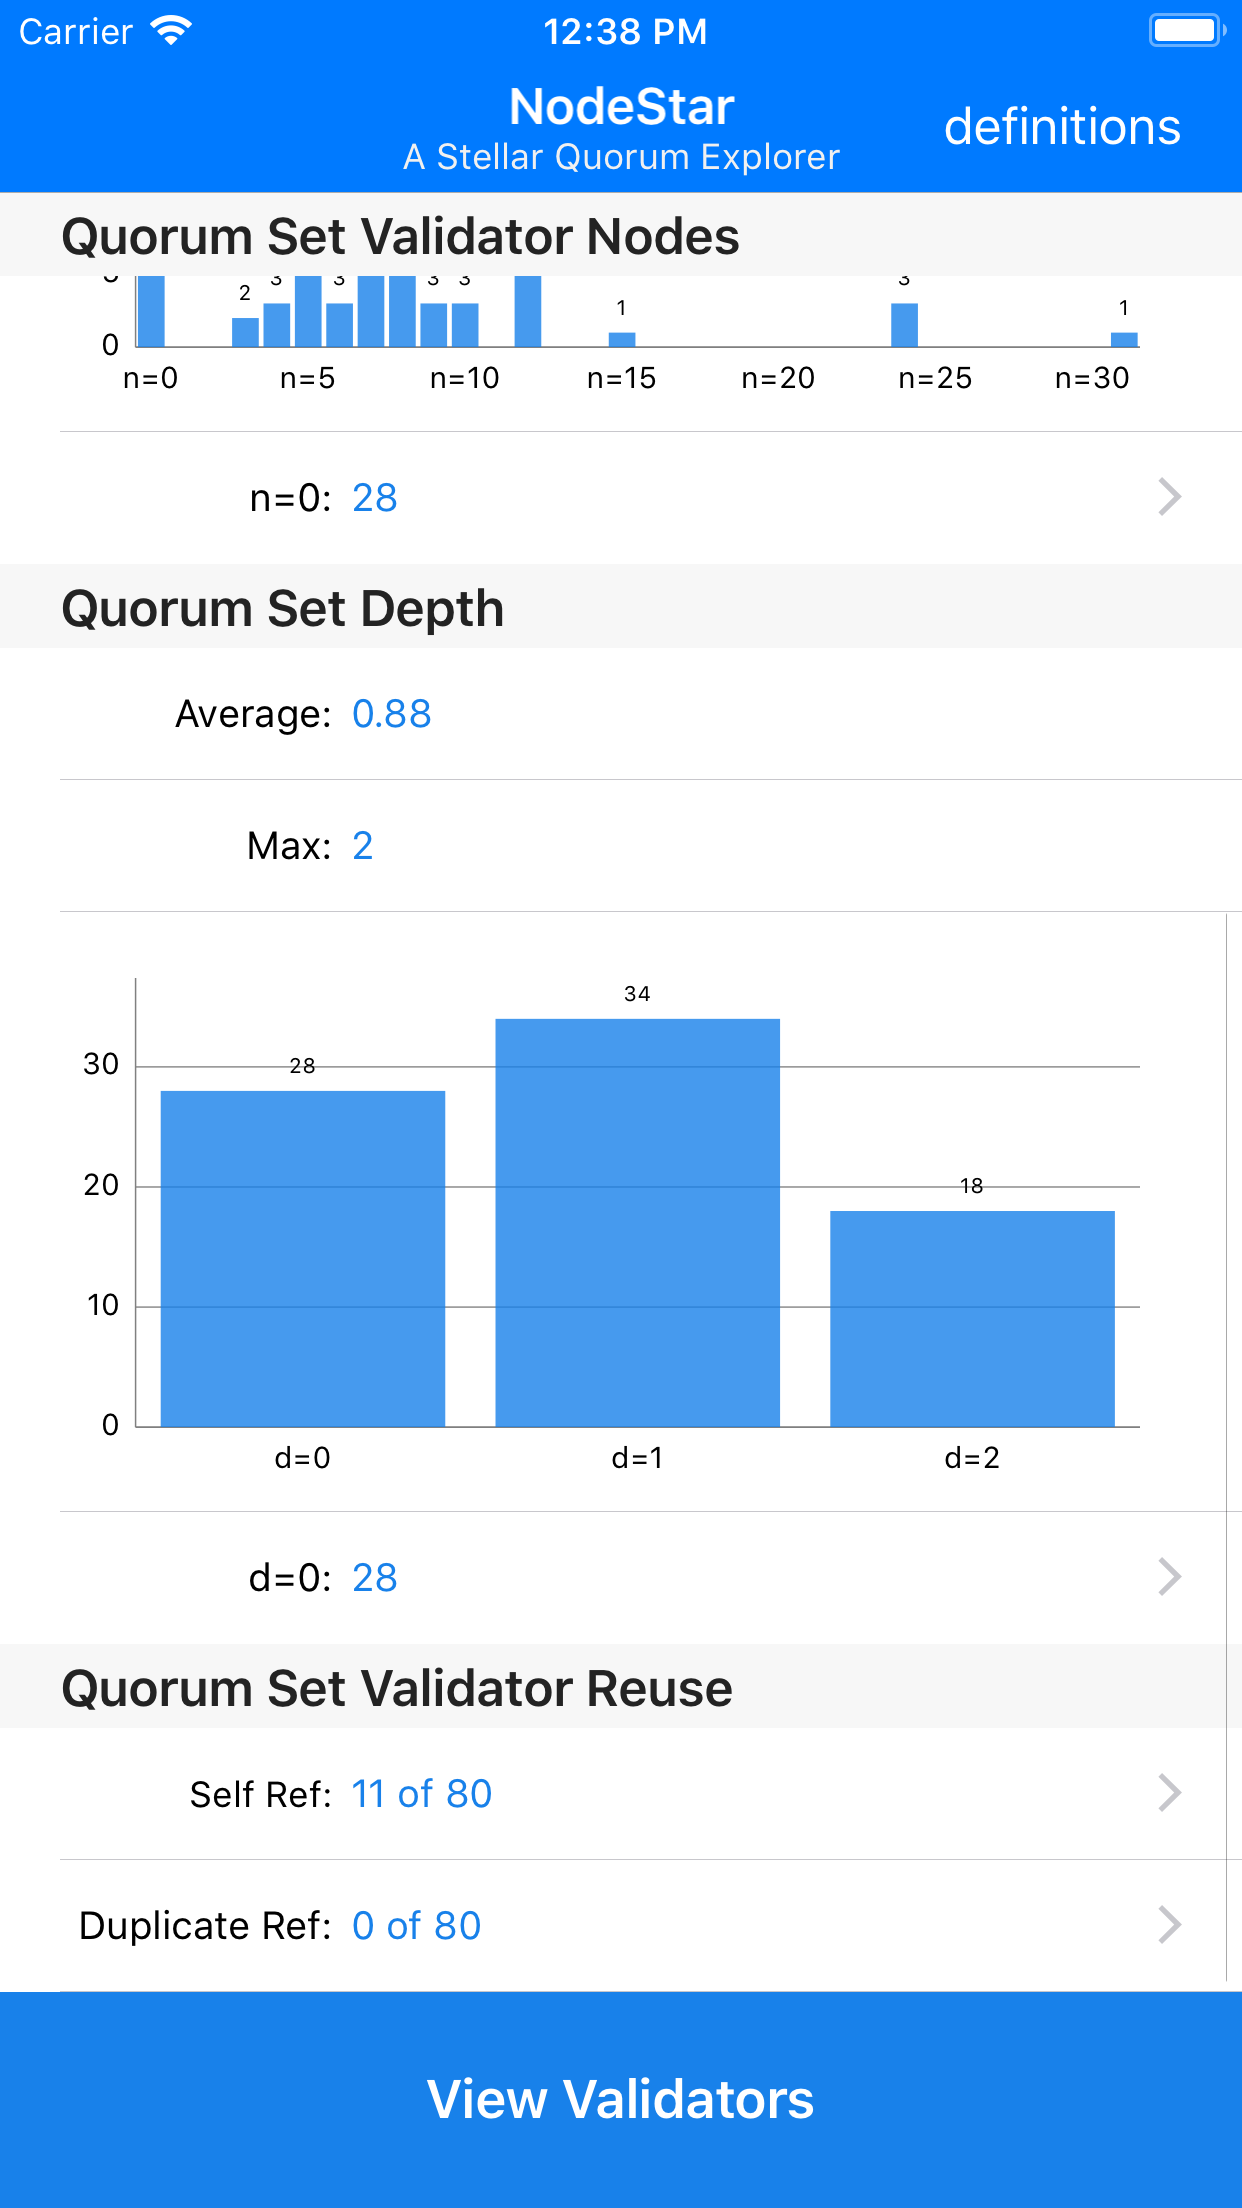 Carrier 12:38 PM
NodeStar
A Stellar Quorum Explorer
definitions
Quorum Set Validator Nodes
2 3 3 3 3 1 3 1
0
n=0 n=5 n=10 n=15 n=20 n=25 n=30
n=0: 28
Quorum Set Depth
Average: 0.88
Max: 2
34
30 28
20 18
10
0
d=0 d=1 d=2
d=0: 28
Quorum Set Validator Reuse
Self Ref: 11 of 80
Duplicate Ref: 0 of 80
View Validators